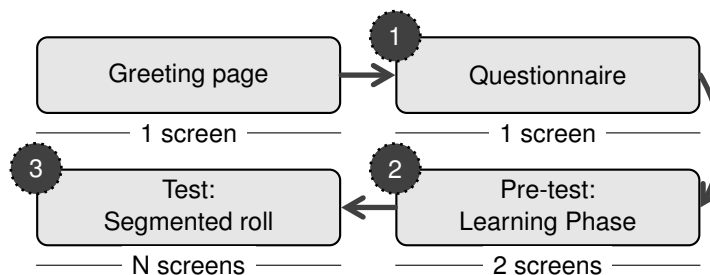 1
Greeting page
Questionnaire
1 screen
1 screen
3
2
Test:
Segmented roll
Pre-test:
Learning Phase
N screens
2 screens